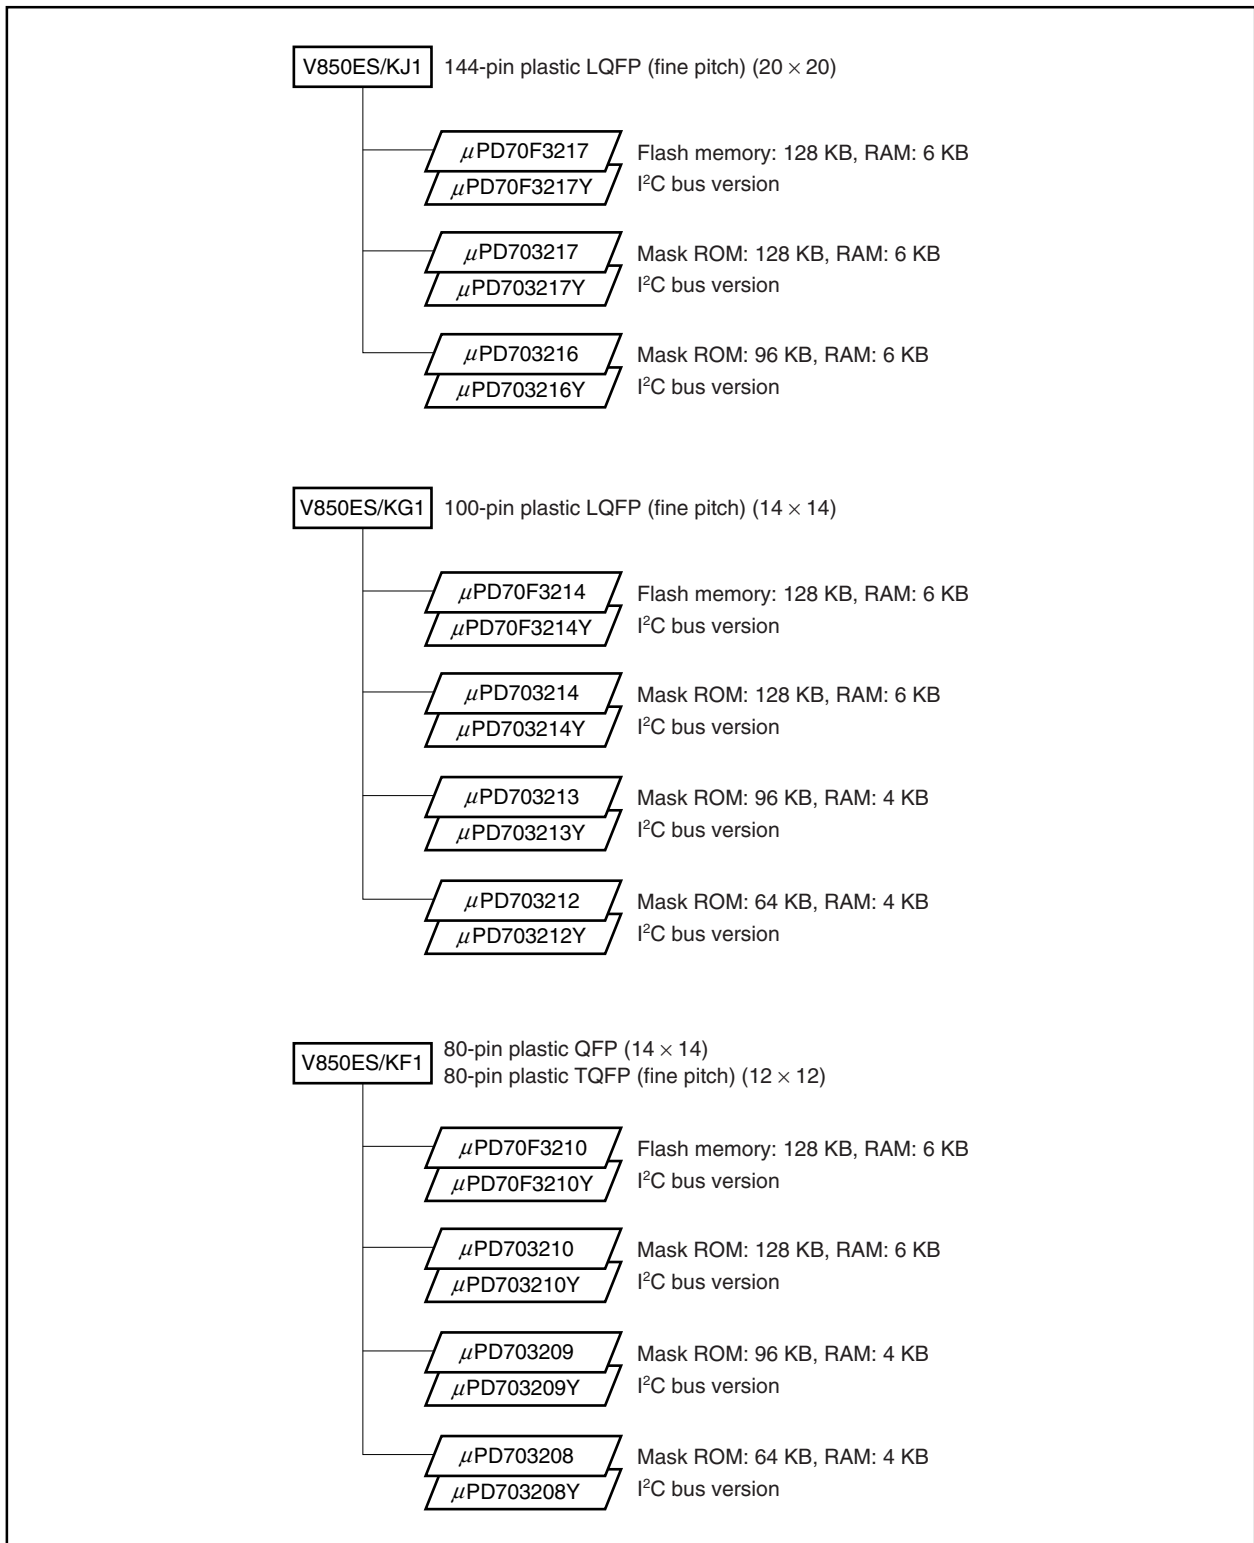 V850ES/KJ1 144-pin plastic LQFP (fine pitch) (20 × 20)
μPD70F3217 Flash memory: 128 KB, RAM: 6 KB
μPD70F3217Y I²C bus version
μPD703217 Mask ROM: 128 KB, RAM: 6 KB
μPD703217Y I²C bus version
μPD703216 Mask ROM: 96 KB, RAM: 6 KB
μPD703216Y I²C bus version
V850ES/KG1 100-pin plastic LQFP (fine pitch) (14 × 14)
μPD70F3214 Flash memory: 128 KB, RAM: 6 KB
μPD70F3214Y I²C bus version
μPD703214 Mask ROM: 128 KB, RAM: 6 KB
μPD703214Y I²C bus version
μPD703213 Mask ROM: 96 KB, RAM: 4 KB
μPD703213Y I²C bus version
μPD703212 Mask ROM: 64 KB, RAM: 4 KB
μPD703212Y I²C bus version
V850ES/KF1 80-pin plastic QFP (14 × 14)
80-pin plastic TQFP (fine pitch) (12 × 12)
μPD70F3210 Flash memory: 128 KB, RAM: 6 KB
μPD70F3210Y I²C bus version
μPD703210 Mask ROM: 128 KB, RAM: 6 KB
μPD703210Y I²C bus version
μPD703209 Mask ROM: 96 KB, RAM: 4 KB
μPD703209Y I²C bus version
μPD703208 Mask ROM: 64 KB, RAM: 4 KB
μPD703208Y I²C bus version